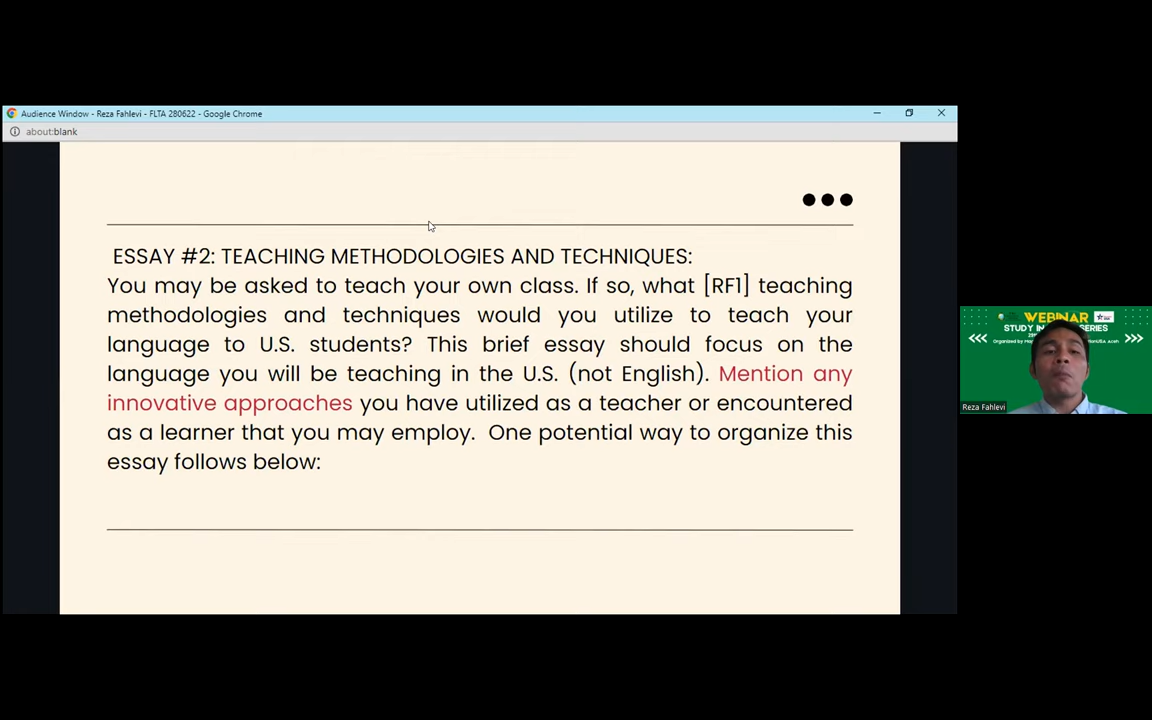 Audience Window - Reza Fahlevi - FLTA 280622 - Google Chrome
about:blank
ESSAY #2: TEACHING METHODOLOGIES AND TECHNIQUES:
You may be asked to teach your own class. If so, what [RF1] teaching
methodologies and techniques would you utilize to teach your
language to U.S. students? This brief essay should focus on the
language you will be teaching in the U.S. (not English). Mention any
innovative approaches you have utilized as a teacher or encountered
as a learner that you may employ. One potential way to organize this
essay follows below:
WEBINAR
STUDY IN
SERIES
Reza Fahlevi